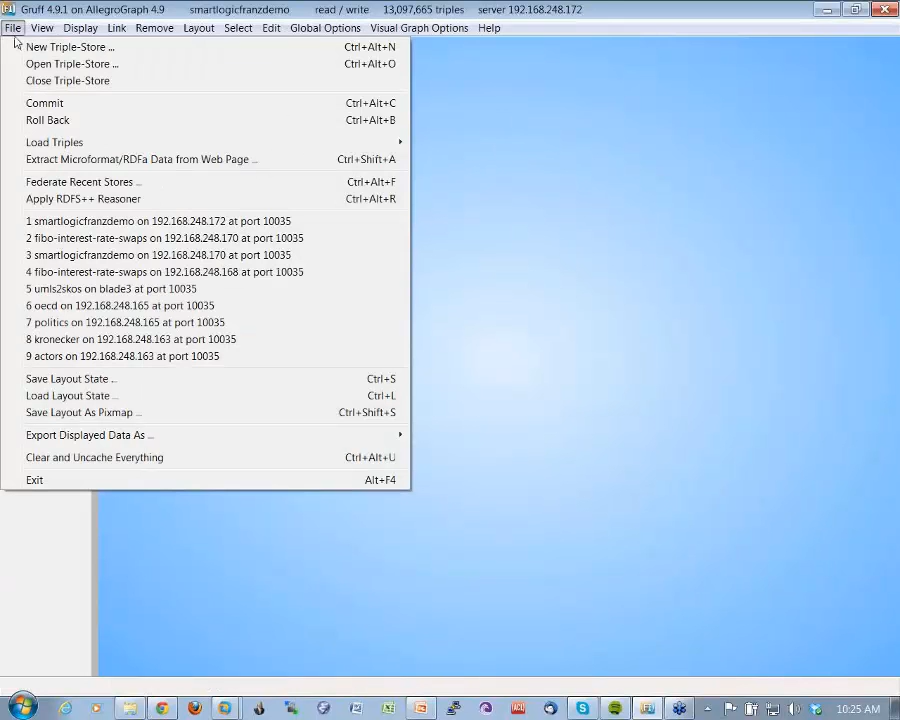 Gruff 4.9.1 on AllegroGraph 4.9 smartlogicfranzdemo read / write 13,097,665 triples server 192.168.248.172
File View Display Link Remove Layout Select Edit Global Options Visual Graph Options Help
New Triple-Store ... Ctrl+Alt+N
Open Triple-Store ... Ctrl+Alt+O
Close Triple-Store
Commit Ctrl+Alt+C
Roll Back Ctrl+Alt+B
Load Triples
Extract Microformat/RDFa Data from Web Page ... Ctrl+Shift+A
Federate Recent Stores ... Ctrl+Alt+F
Apply RDFS++ Reasoner Ctrl+Alt+R
1 smartlogicfranzdemo on 192.168.248.172 at port 10035
2 fibo-interest-rate-swaps on 192.168.248.170 at port 10035
3 smartlogicfranzdemo on 192.168.248.170 at port 10035
4 fibo-interest-rate-swaps on 192.168.248.168 at port 10035
5 umls2skos on blade3 at port 10035
6 oecd on 192.168.248.165 at port 10035
7 politics on 192.168.248.165 at port 10035
8 kronecker on 192.168.248.163 at port 10035
9 actors on 192.168.248.163 at port 10035
Save Layout State ... Ctrl+S
Load Layout State ... Ctrl+L
Save Layout As Pixmap ... Ctrl+Shift+S
Export Displayed Data As ...
Clear and Uncache Everything Ctrl+Alt+U
Exit Alt+F4
10:25 AM